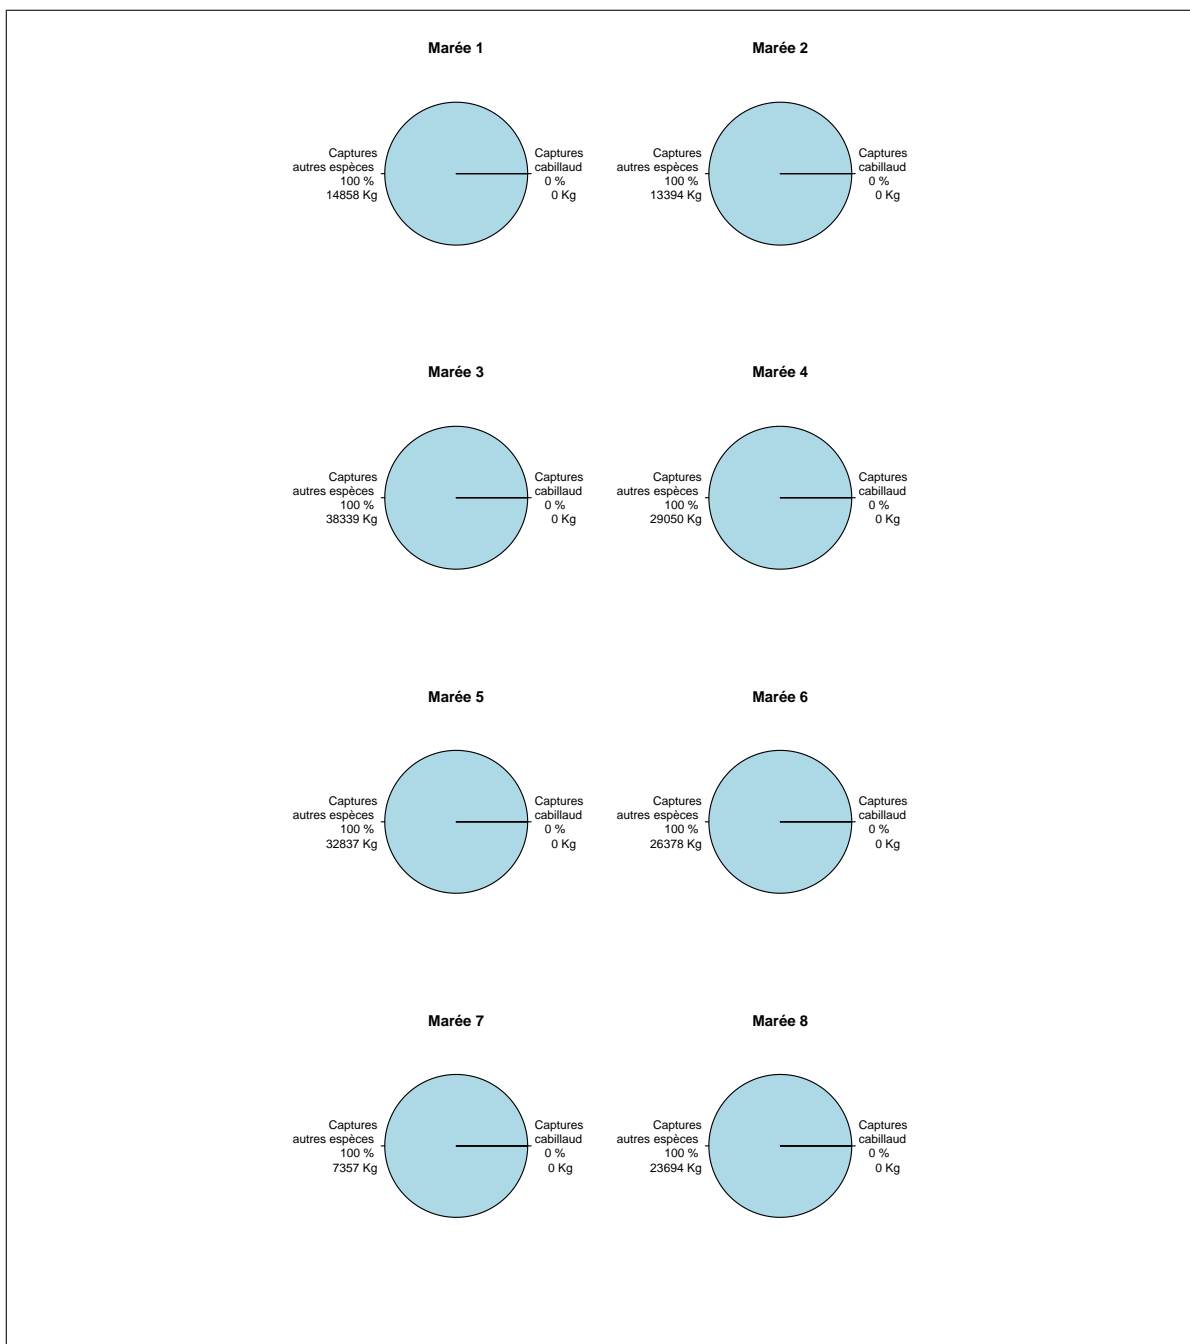 Marée 1
Captures
autres espèces
100 %
14858 Kg
Captures
cabillaud
0 %
0 Kg
Marée 2
Captures
autres espèces
100 %
13394 Kg
Captures
cabillaud
0 %
0 Kg
Marée 3
Captures
autres espèces
100 %
38339 Kg
Captures
cabillaud
0 %
0 Kg
Marée 4
Captures
autres espèces
100 %
29050 Kg
Captures
cabillaud
0 %
0 Kg
Marée 5
Captures
autres espèces
100 %
32837 Kg
Captures
cabillaud
0 %
0 Kg
Marée 6
Captures
autres espèces
100 %
26378 Kg
Captures
cabillaud
0 %
0 Kg
Marée 7
Captures
autres espèces
100 %
7357 Kg
Captures
cabillaud
0 %
0 Kg
Marée 8
Captures
autres espèces
100 %
23694 Kg
Captures
cabillaud
0 %
0 Kg